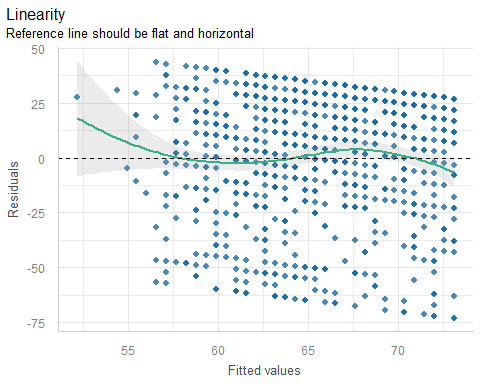 Linearity
Reference line should be flat and horizontal
50
25
0
-25
-50
-75
Residuals
55 60 65 70
Fitted values